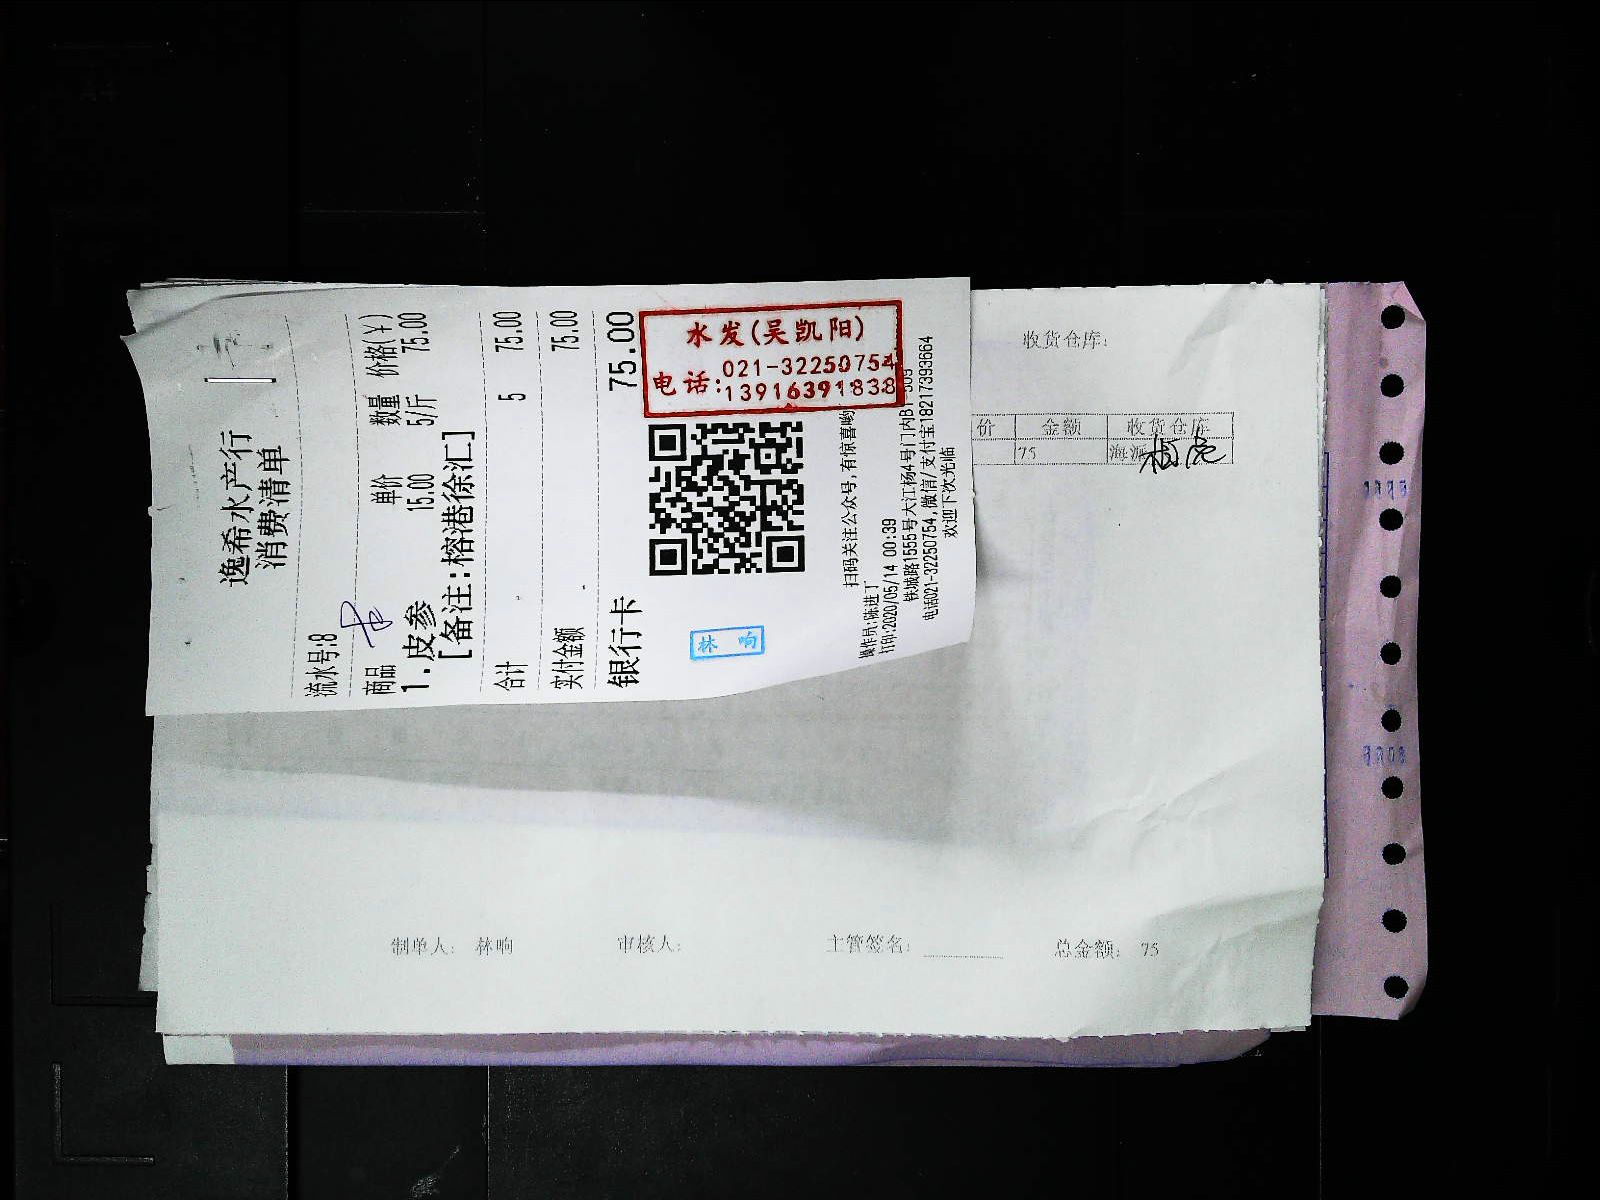 逸希水产行
消费清单
流水号:8
商品 单价 数量 价格(¥)
1.皮参 15.00 5/斤 75.00
[备注:榕港徐汇]
合计 5 75.00
实付金额 75.00
银行卡 75.00
水发(吴凯阳)
电话:021-32250754
13916391838
林 响
扫码关注公众号,有惊喜哟
操作员:陈进丁
打印:2020/05/14 00:39
铁城路1555号大江杨4号门内B1-309
电话021-32250754,微信/支付宝18217393664
欢迎下次光临
收货仓库:
价 金额 收货仓库
75 海派
制单人: 林响 审核人: 主管签名: 总金额: 75